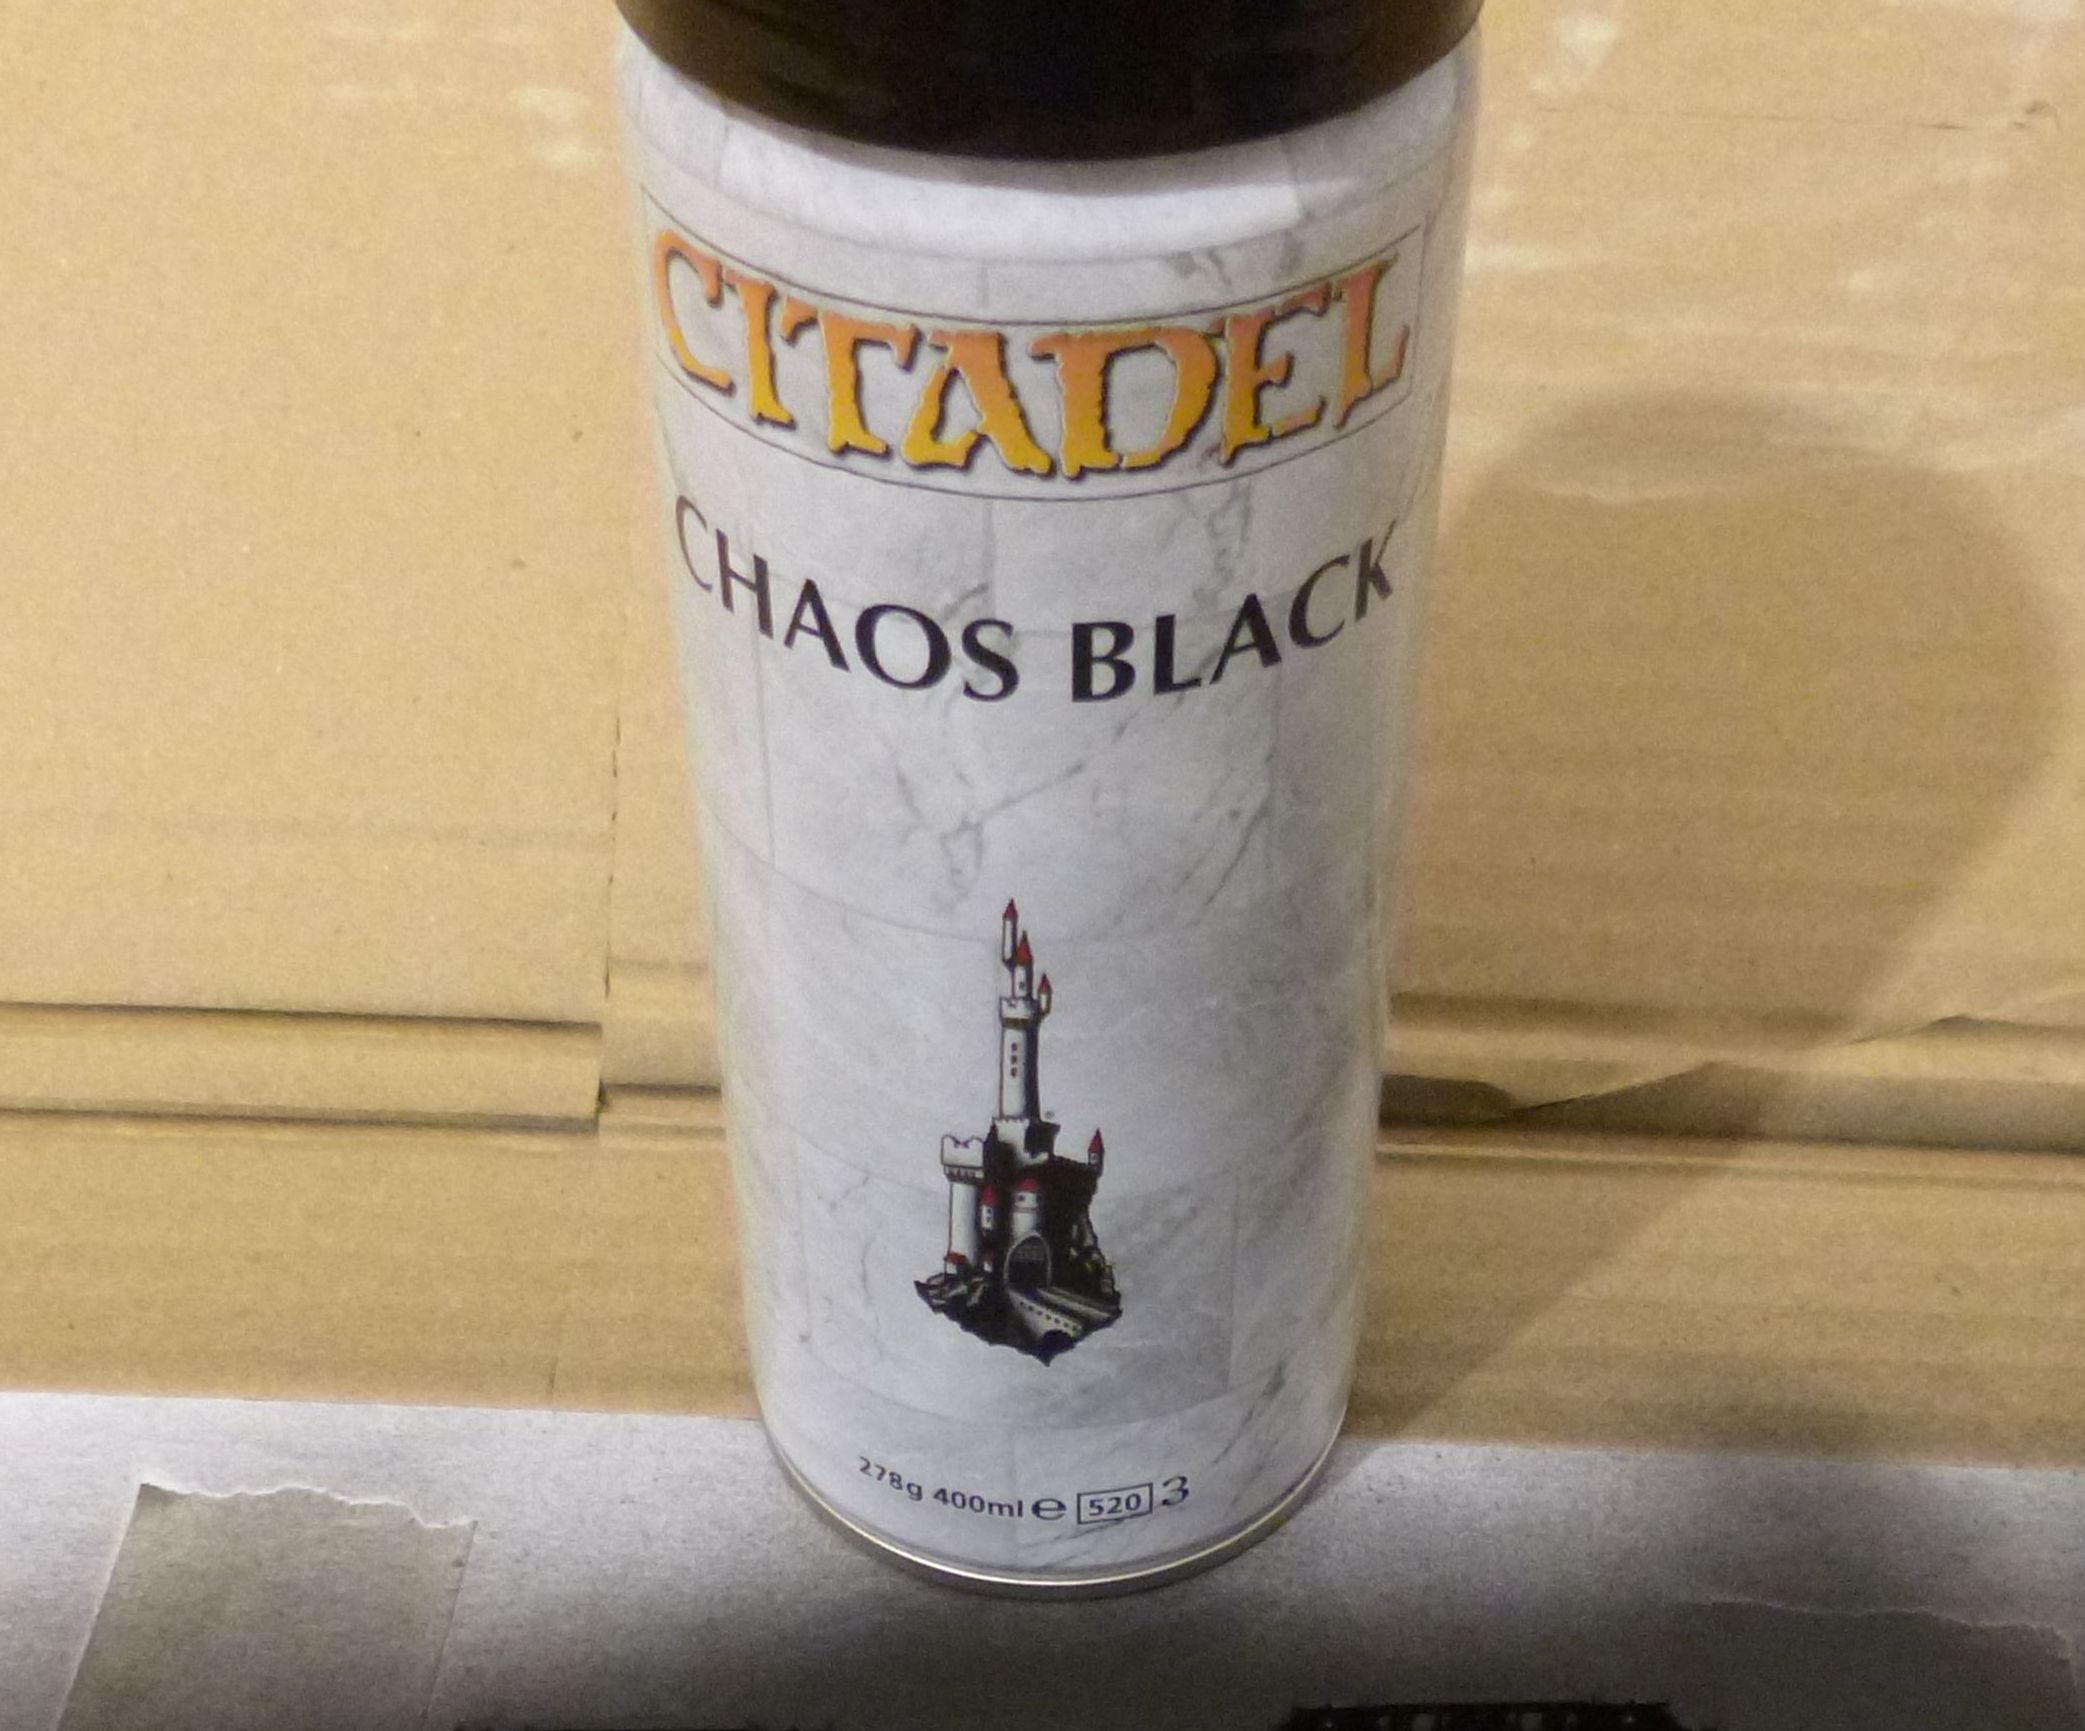 CITADEL
CHAOS BLACK
278g 400ml ℮ 520 3